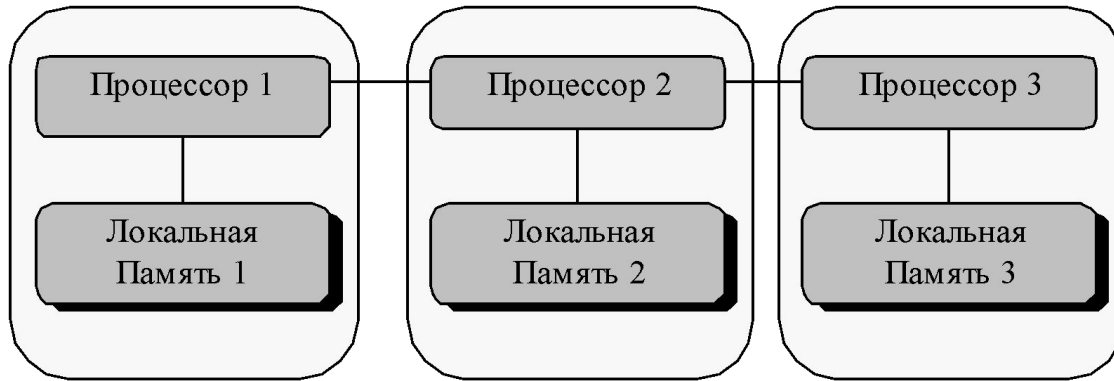 Процессор 1
Процессор 2
Процессор 3
Локальная
Память 1
Локальная
Память 2
Локальная
Память 3